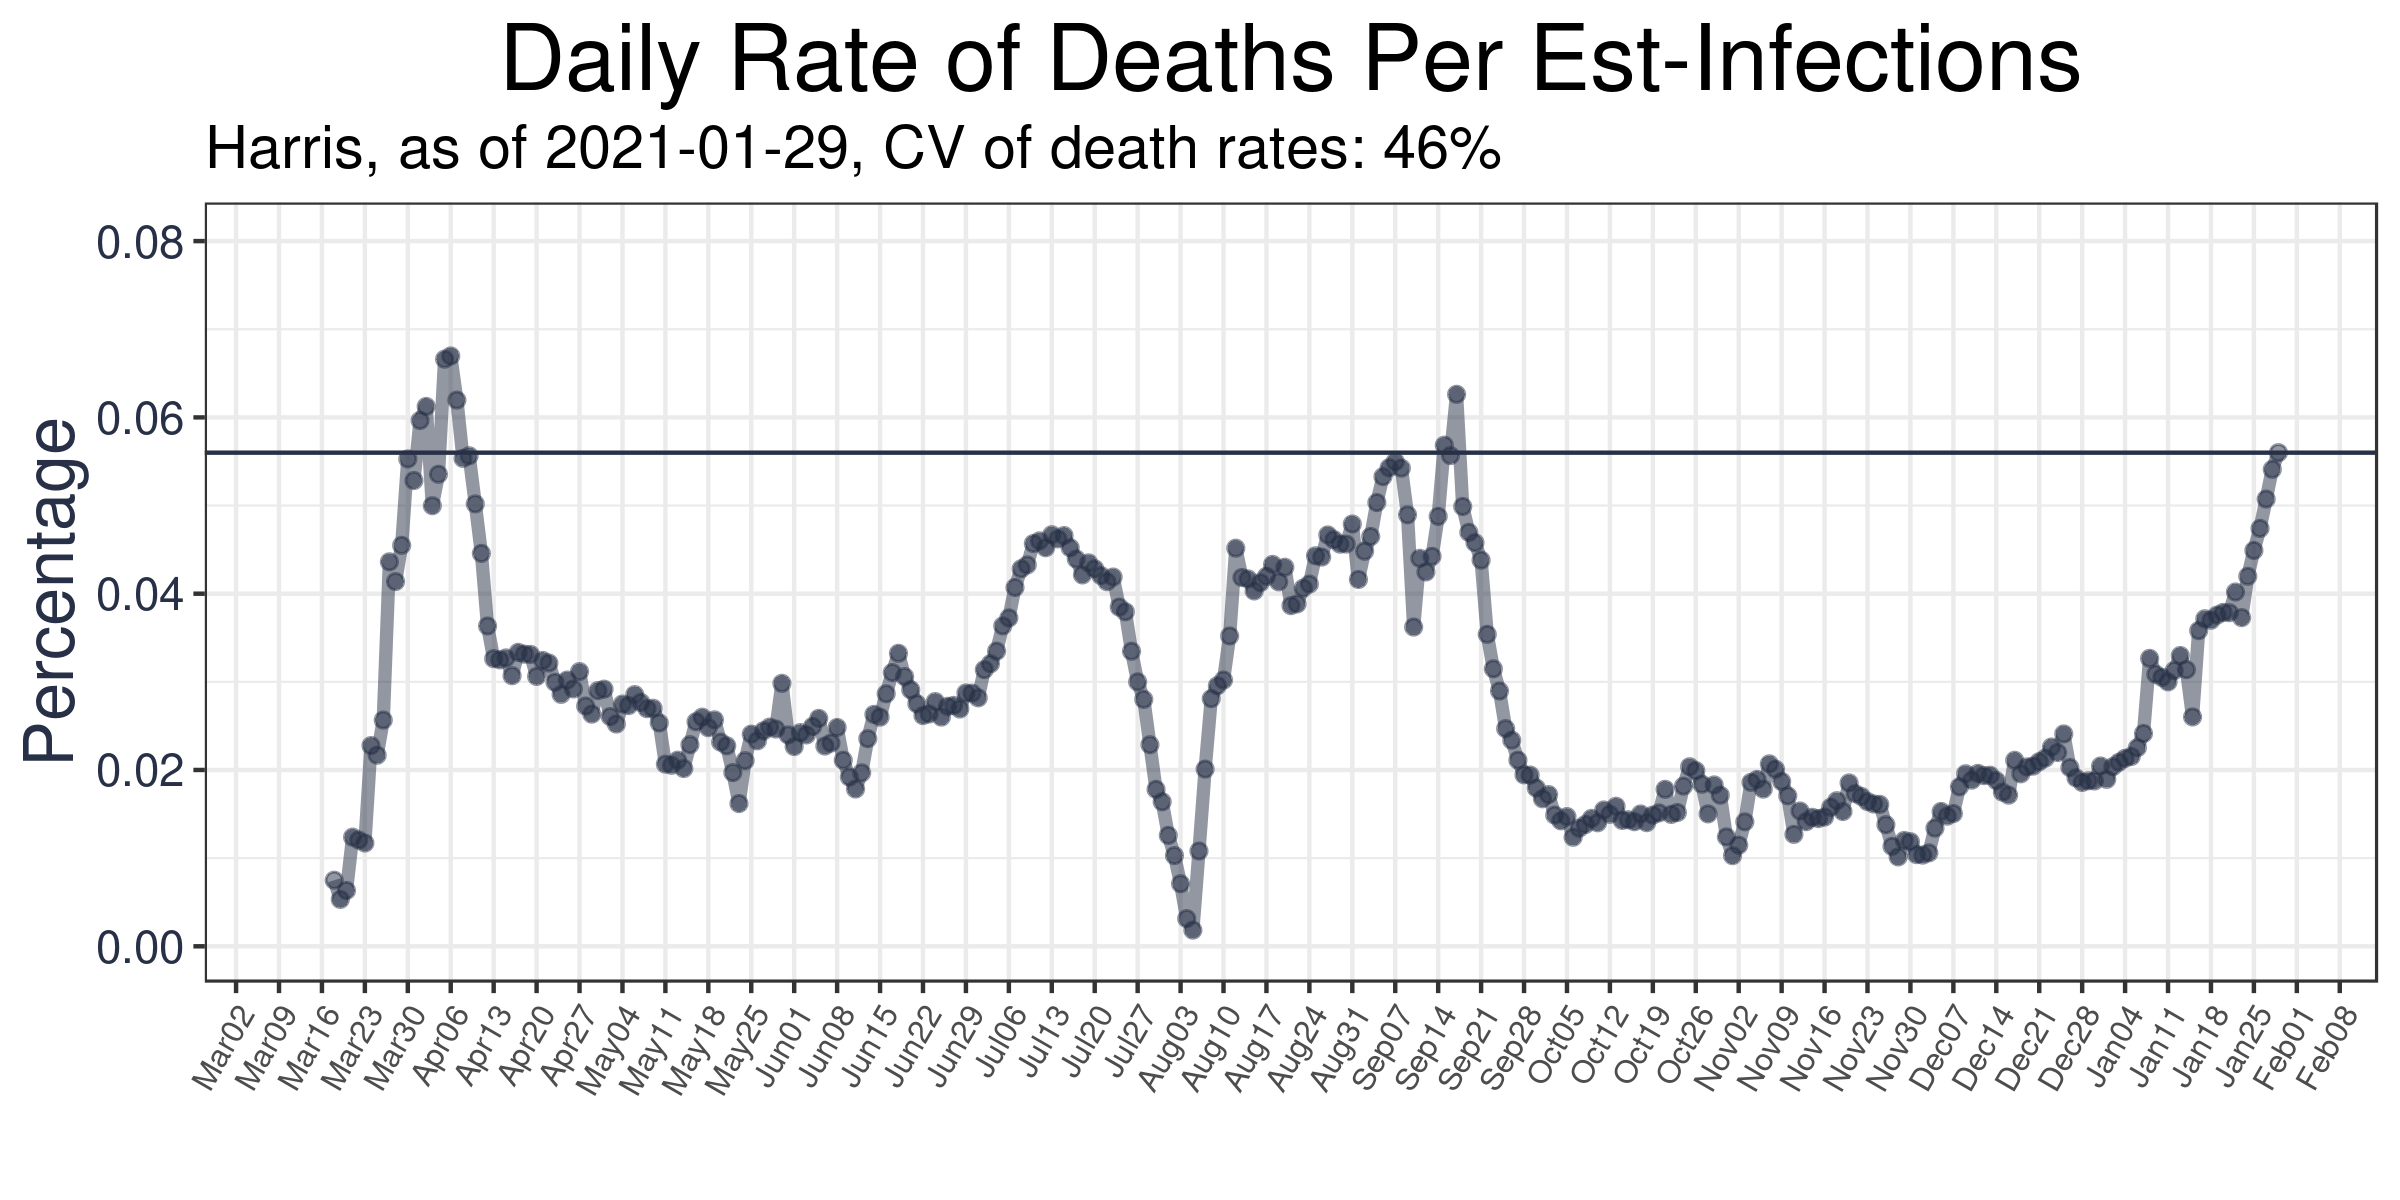 Daily Rate of Deaths Per Est-Infections
Harris, as of 2021-01-29, CV of death rates: 46%
Percentage
0.08
0.06
0.04
0.02
0.00
Mar02
Mar09
Mar16
Mar23
Mar30
Apr06
Apr13
Apr20
Apr27
May04
May11
May18
May25
Jun01
Jun08
Jun15
Jun22
Jun29
Jul06
Jul13
Jul20
Jul27
Aug03
Aug10
Aug17
Aug24
Aug31
Sep07
Sep14
Sep21
Sep28
Oct05
Oct12
Oct19
Oct26
Nov02
Nov09
Nov16
Nov23
Nov30
Dec07
Dec14
Dec21
Dec28
Jan04
Jan11
Jan18
Jan25
Feb01
Feb08